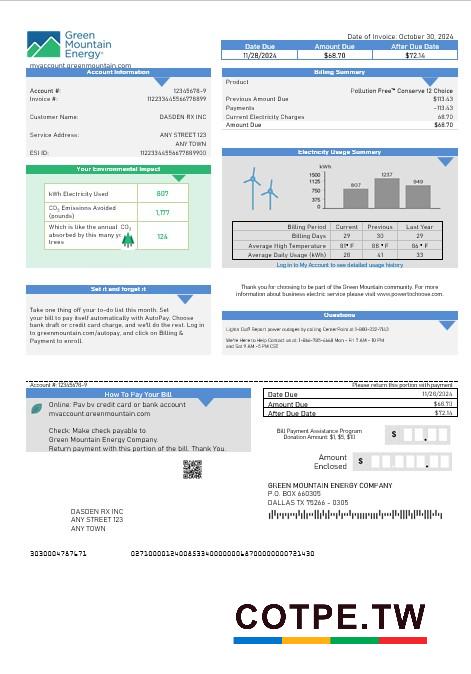 Green Mountain Energy
myaccount.greenmountain.com
Date of Invoice: October 30, 2024
Date Due Amount Due After Due Date
11/28/2024 $68.70 $72.14
Account Information
Account #: 12345678-9
Invoice #: 112233445566778899
Customer Name: DASDEN RX INC
Service Address: ANY STREET 123
ANY TOWN
ESI ID: 1122334455667788990
Billing Summary
Product
Pollution Free™ Conserve 12 Choice
Previous Amount Due $113.43
Payments -113.43
Current Electricity Charges 68.70
Amount Due $68.70
Your Environmental Impact
kWh Electricity Used 807
CO₂ Emissions Avoided (pounds) 1,177
Which is like the annual CO₂
absorbed by this many
trees 124
Electricity Usage Summary
kWh
1500
1125
750
375
0
807 1237 949
Billing Period Current Previous Last Year
Billing Days 29 30 29
Average High Temperature 81° F 88° F 86° F
Average Daily Usage (kWh) 28 41 33
Log in to My Account to see detailed usage history
Set it and forget it
Take one thing off your to-do list this month. Set
your bill to pay itself automatically with AutoPay. Choose
bank draft or credit card, and we'll do the rest. Log in
to greenmountain.com/autopay, and click on Billing &
Payment to enroll.
Thank you for choosing to be part of the Green Mountain community. For more
information about business electric service please visit www.powertochoose.com.
Questions
Lights Out? Report power outages by calling CenterPoint at 1-800-332-7143
We're Here to Help Contact us at 1-866-785-4668 Mon - Fri 7 AM - 10 PM
and Sat 9 AM - 5 PM CST
Account #: 12345678-9
Please return this portion with payment
How To Pay Your Bill
Online: Pay by credit card or bank account
myaccount.greenmountain.com
Check: Make check payable to
Green Mountain Energy Company.
Return payment with this portion of the bill. Thank You.
Date Due 11/28/2024
Amount Due $68.70
After Due Date $72.14
Bill Payment Assistance Program
Donation Amount $1, $5, $10
$ .
Amount
Enclosed
$ .
GREEN MOUNTAIN ENERGY COMPANY
P.O. BOX 660305
DALLAS TX 75266 - 0305
DASDEN RX INC
ANY STREET 123
ANY TOWN
3030004787671
COTPE.TW